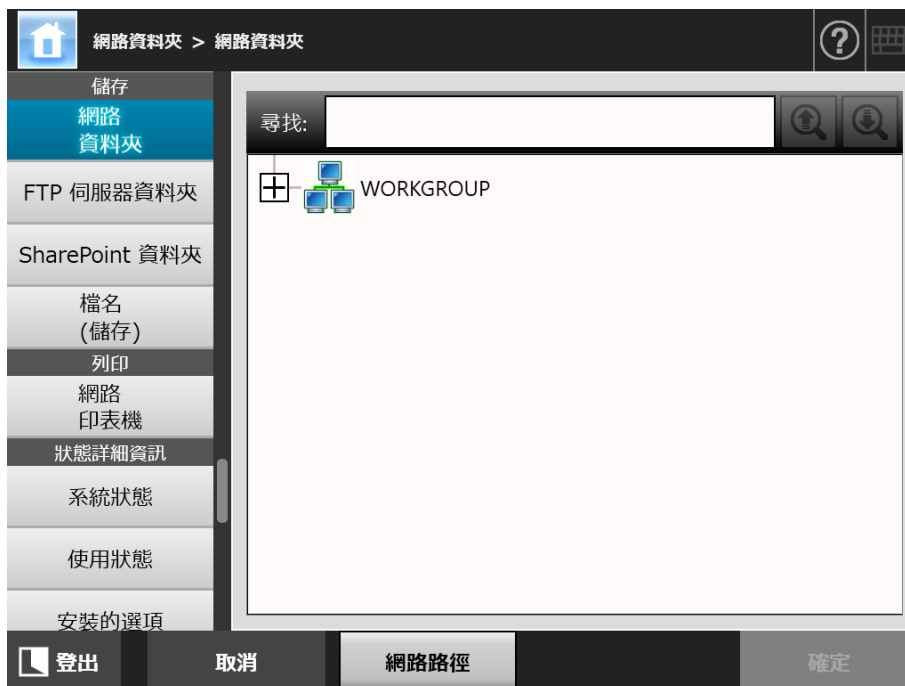 網路資料夾 > 網路資料夾
儲存
網路
資料夾
FTP 伺服器資料夾
SharePoint 資料夾
檔名
(儲存)
列印
網路
印表機
狀態詳細資訊
系統狀態
使用狀態
安裝的選項
尋找:
WORKGROUP
登出
取消
網路路徑
確定